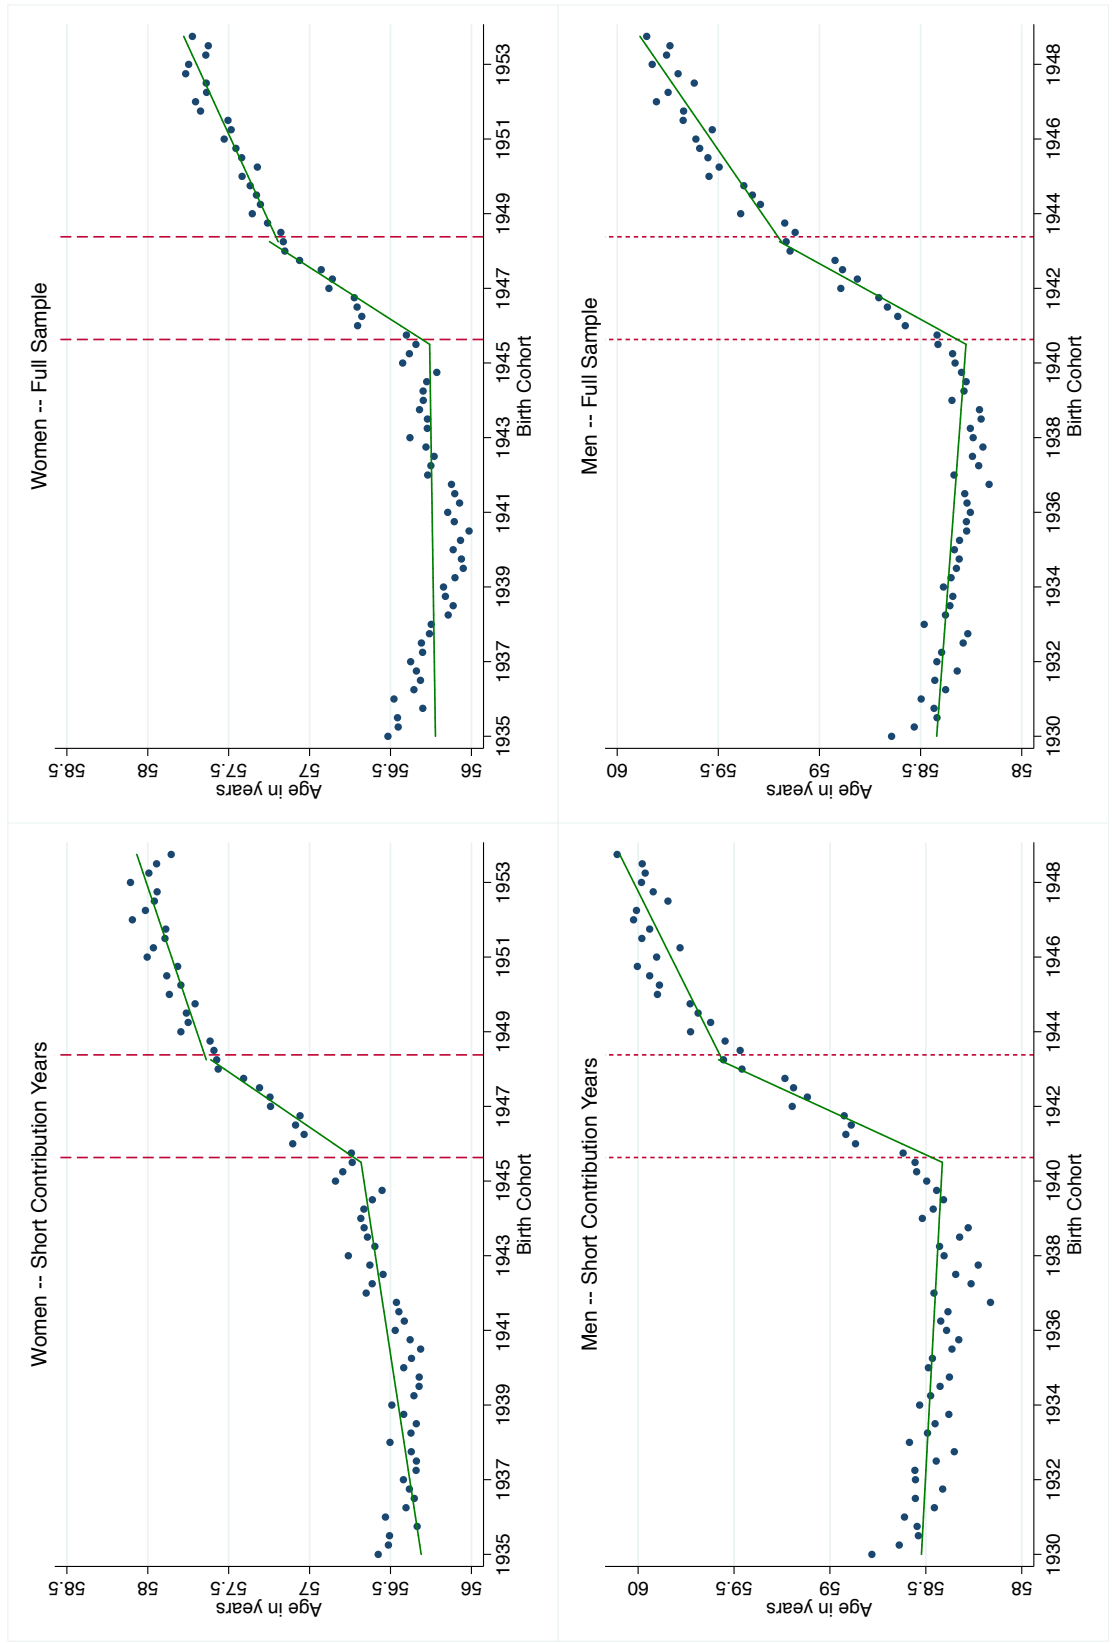 Women -- Short Contribution Years
Age in years
58.5
58
57.5
57
56.5
56
1935 1937 1939 1941 1943 1945 1947 1949 1951 1953
Birth Cohort
Women -- Full Sample
Age in years
58.5
58
57.5
57
56.5
56
1935 1937 1939 1941 1943 1945 1947 1949 1951 1953
Birth Cohort
Men -- Short Contribution Years
Age in years
60
59.5
59
58.5
58
1930 1932 1934 1936 1938 1940 1942 1944 1946 1948
Birth Cohort
Men -- Full Sample
Age in years
60
59.5
59
58.5
58
1930 1932 1934 1936 1938 1940 1942 1944 1946 1948
Birth Cohort